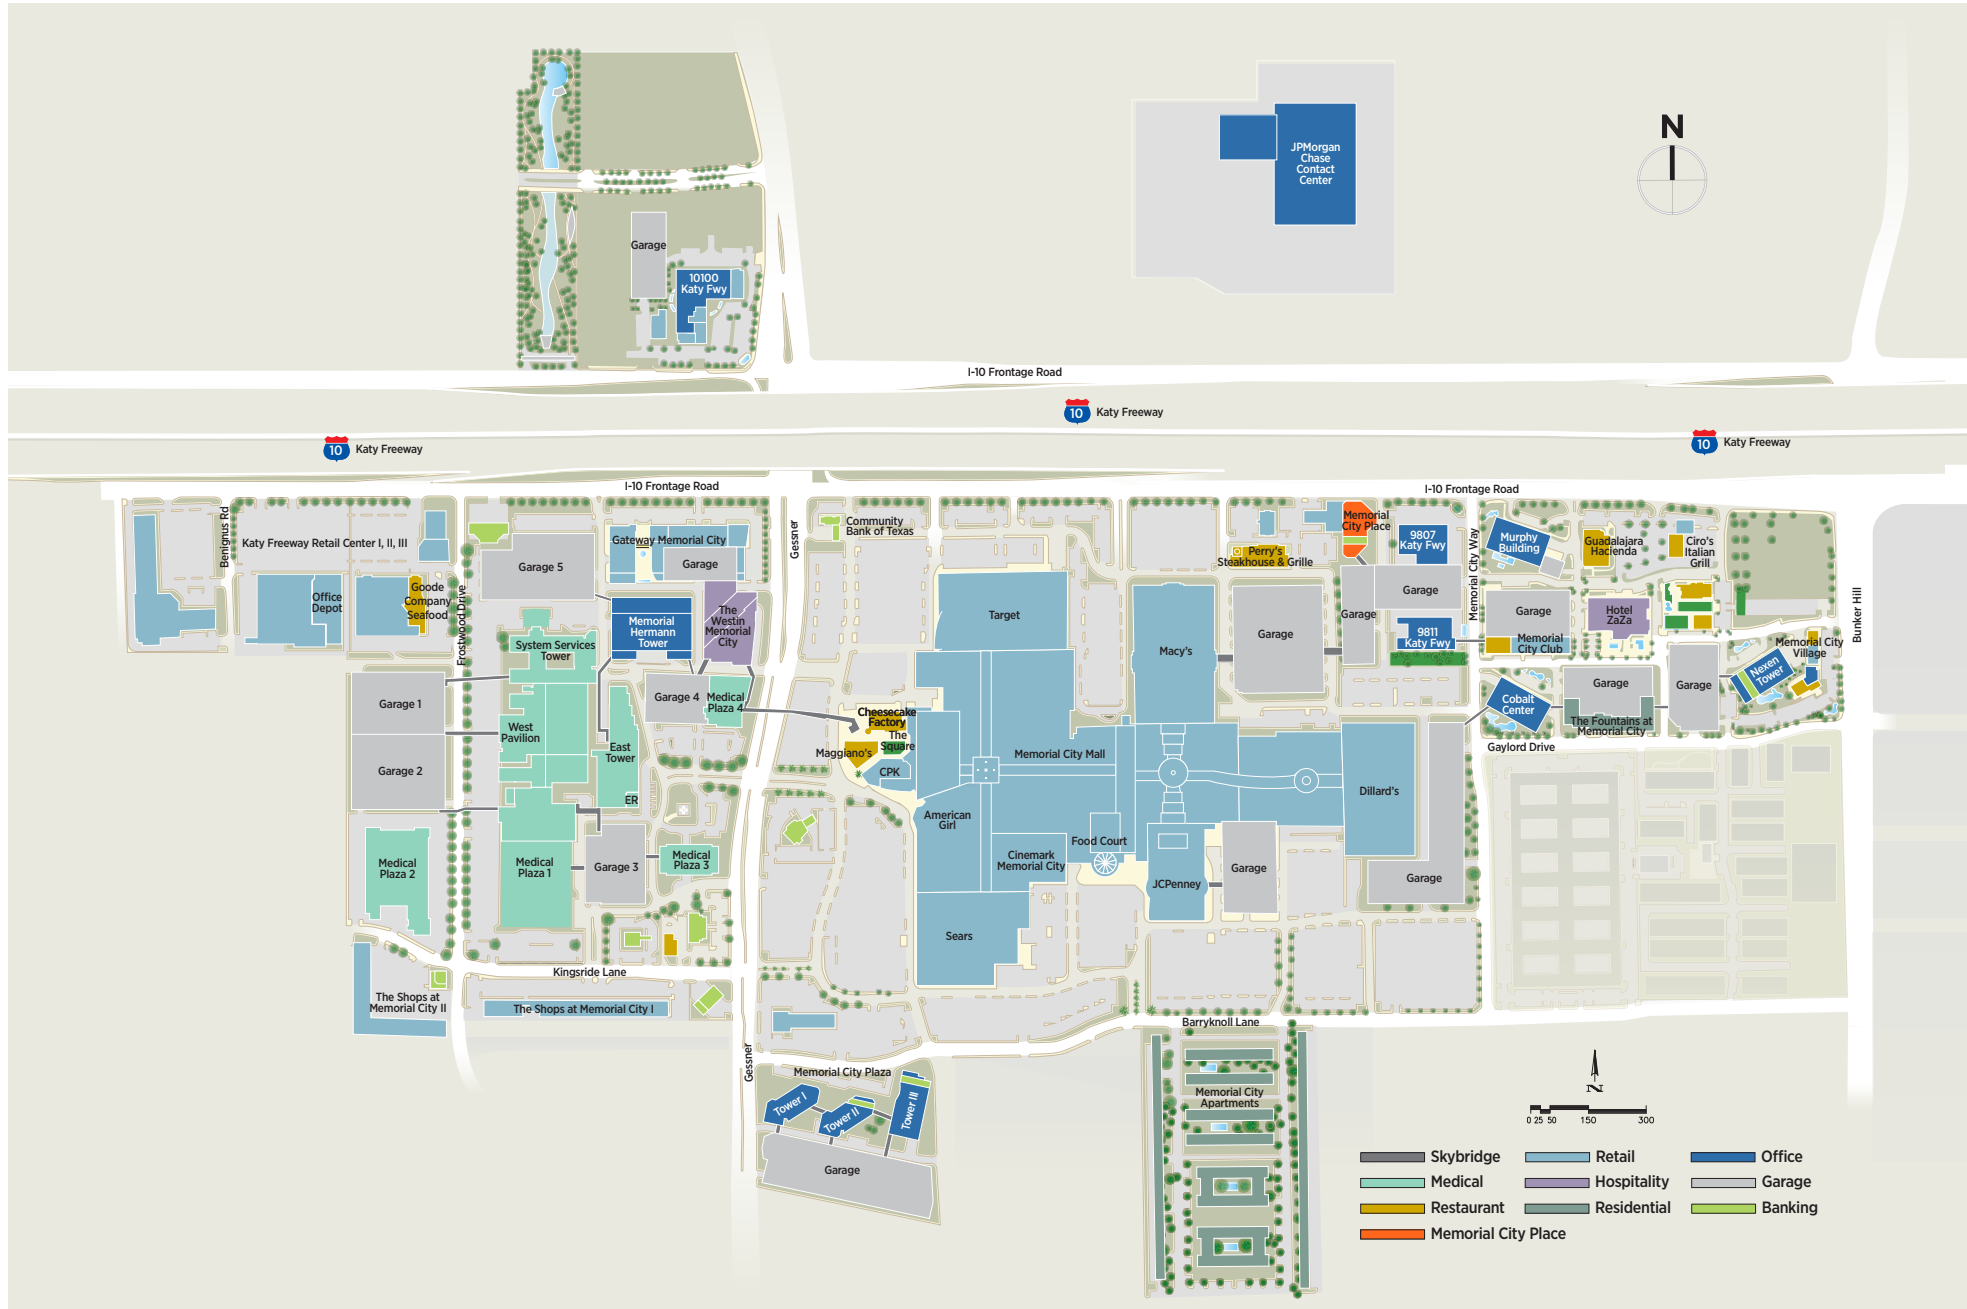 N
JPMorgan
Chase
Contact
Center
Garage
10100
Katy Fwy
I-10 Frontage Road
10
Katy Freeway
10
Katy Freeway
10
Katy Freeway
I-10 Frontage Road
I-10 Frontage Road
Benignus Rd
Katy Freeway Retail Center I, II, III
Office
Depot
Goode
Company
Seafood
Frostwood Drive
Garage 5
Gateway Memorial City
Garage
Memorial
Hermann
Tower
The
Westin
Memorial
City
System Services
Tower
Garage 1
Garage 2
West
Pavilion
East
Tower
ER
Garage 4
Medical
Plaza 4
Medical
Plaza 2
Medical
Plaza 1
Garage 3
Medical
Plaza 3
Kingsride Lane
The Shops at
Memorial City II
The Shops at Memorial City I
Gessner
Gessner
Community
Bank of Texas
Cheesecake
Factory
The
Square
Maggiano's
CPK
Target
Memorial City Mall
American
Girl
Cinemark
Memorial City
Food Court
Sears
Macy's
JCPenney
Garage
Garage
Dillard's
Garage
Perry's
Steakhouse & Grille
Memorial
City Place
Garage
9807
Katy Fwy
Garage
9811
Katy Fwy
Memorial City Way
Murphy
Building
Guadalajara
Hacienda
Ciro's
Italian
Grill
Garage
Memorial
City Club
Hotel
ZaZa
Memorial City
Village
Nexen
Tower
Garage
Garage
Cobalt
Center
The Fountains at
Memorial City
Gaylord Drive
Bunker Hill
Barryknoll Lane
Memorial City
Apartments
Memorial City Plaza
Tower I
Tower II
Tower III
Garage
N
0 25 50 150 300
Skybridge
Retail
Office
Medical
Hospitality
Garage
Restaurant
Residential
Banking
Memorial City Place